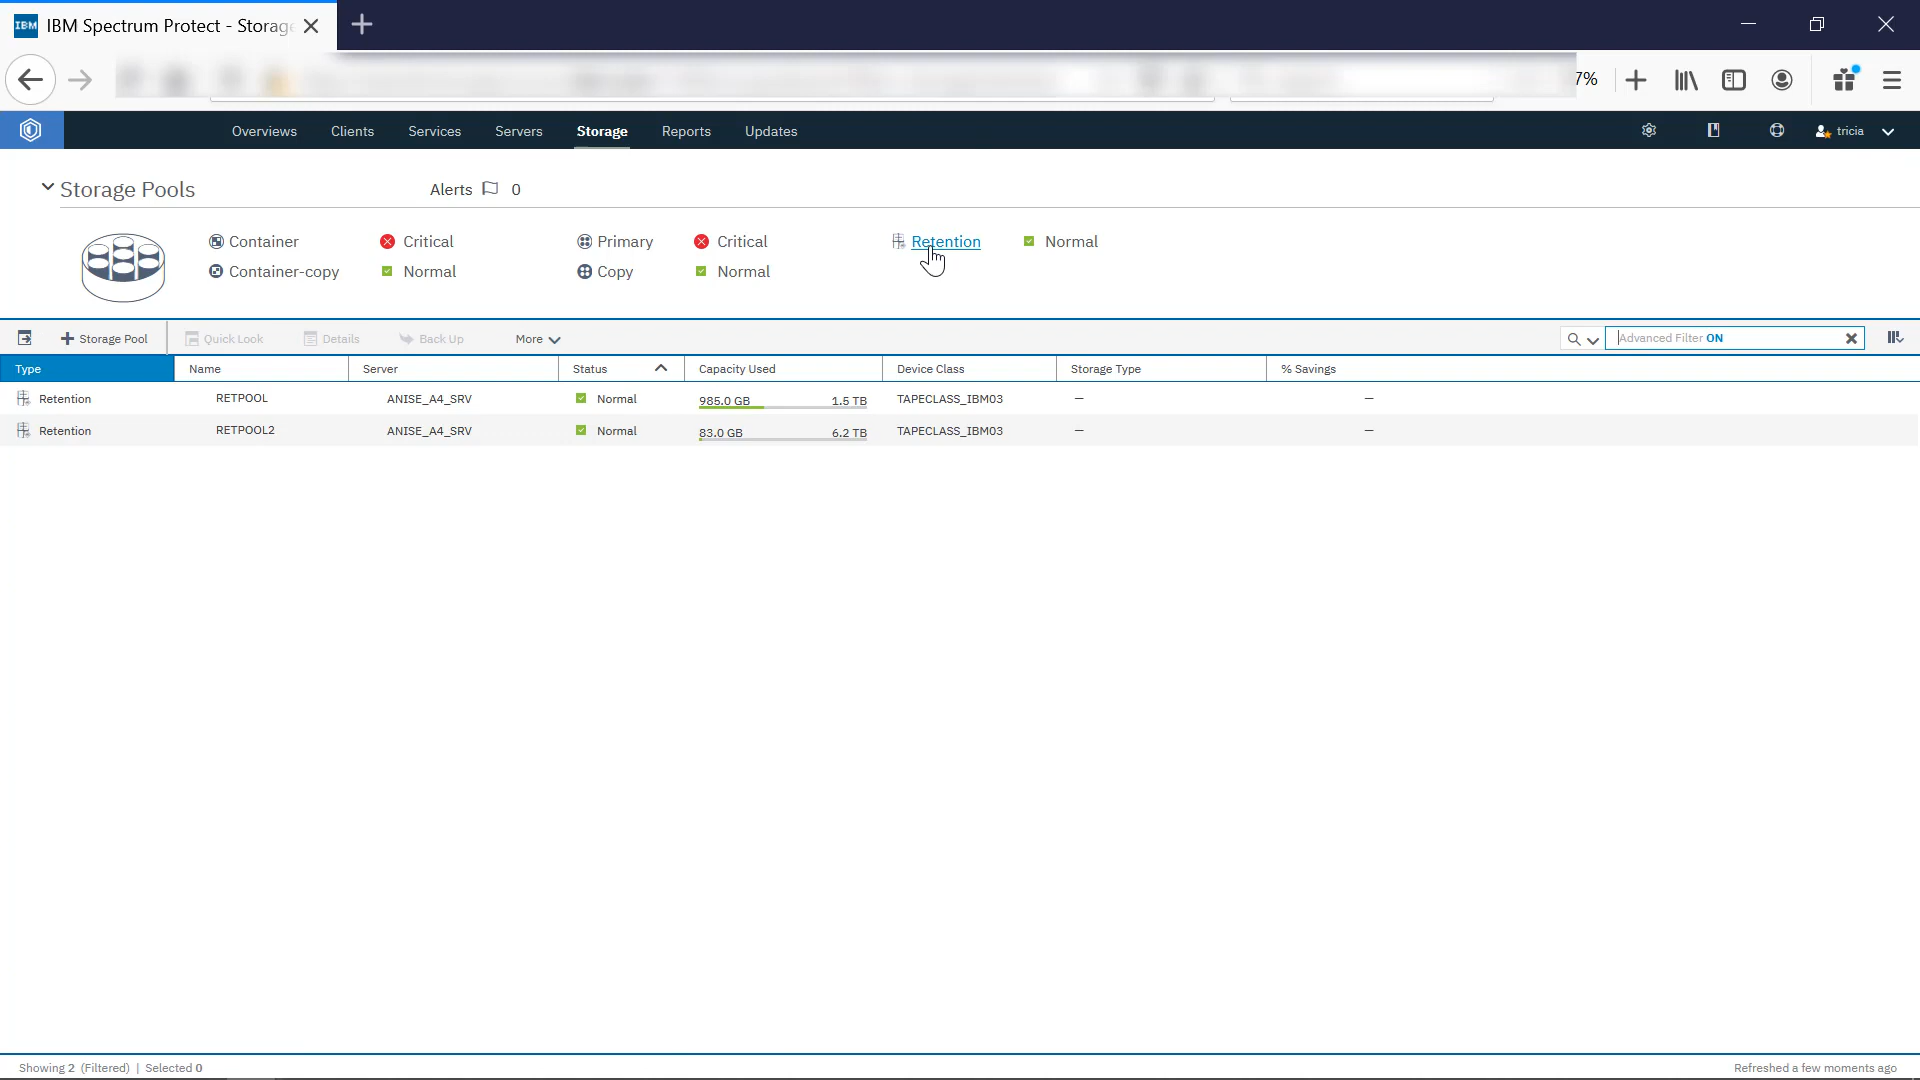 IBM Spectrum Protect - Storage
7%
Overviews Clients Services Servers Storage Reports Updates tricia
Storage Pools Alerts 0
Container Critical Primary Critical Retention Normal
Container-copy Normal Copy Normal
Storage Pool Quick Look Details Back Up More Advanced Filter ON
Type Name Server Status Capacity Used Device Class Storage Type % Savings
Retention RETPOOL ANISE_A4_SRV Normal 985.0 GB 1.5 TB TAPECLASS_IBM03 — —
Retention RETPOOL2 ANISE_A4_SRV Normal 83.0 GB 6.2 TB TAPECLASS_IBM03 — —
Showing 2 (Filtered) | Selected 0 Refreshed a few moments ago